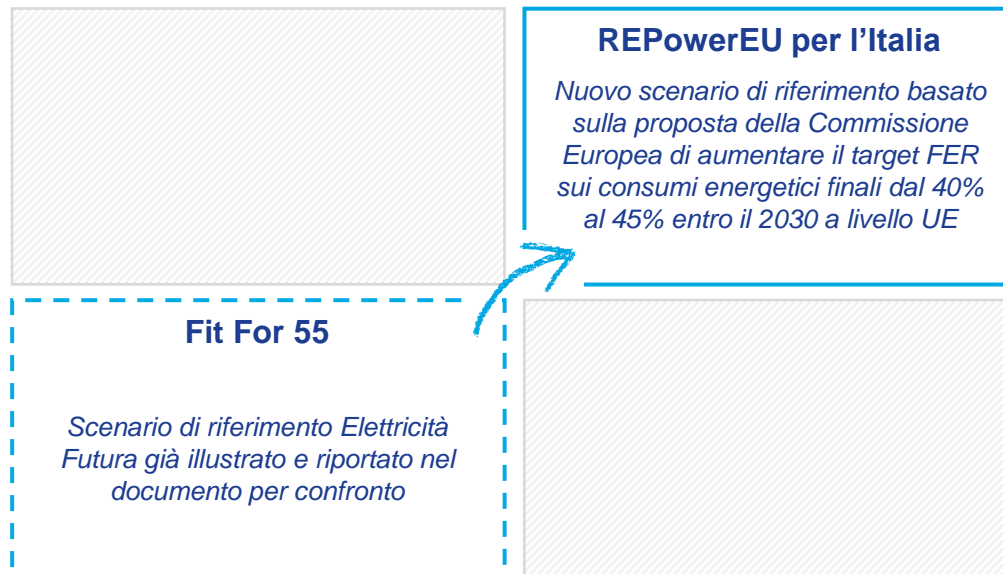 REPowerEU per l’Italia
Nuovo scenario di riferimento basato
sulla proposta della Commissione
Europea di aumentare il target FER
sui consumi energetici finali dal 40%
al 45% entro il 2030 a livello UE
Fit For 55
Scenario di riferimento Elettricità
Futura già illustrato e riportato nel
documento per confronto